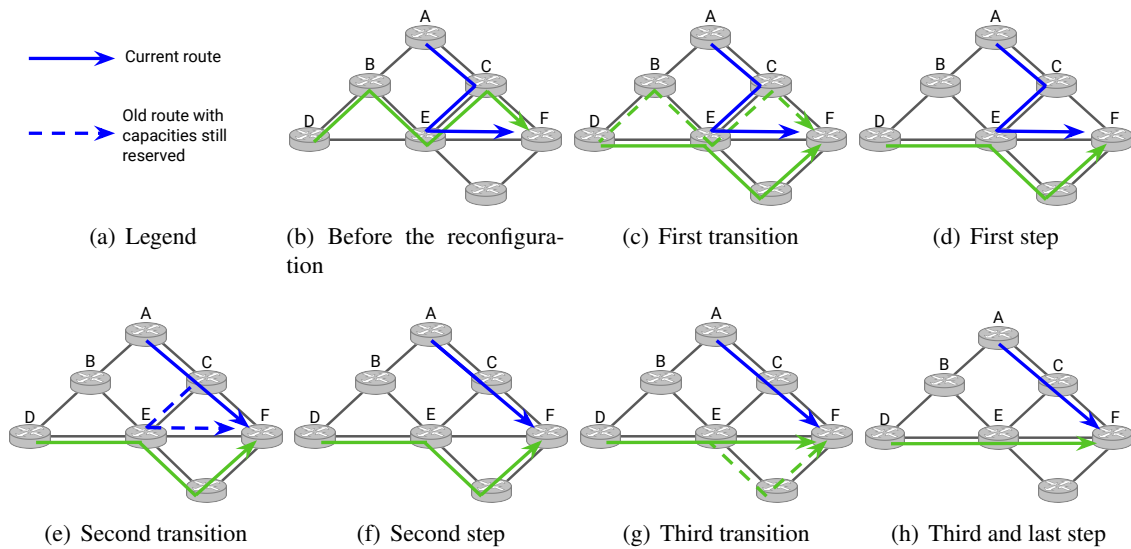 Current route
Old route with
capacities still
reserved
(a) Legend
A
B
C
D
E
F
(b) Before the reconfigura-
tion
A
B
C
D
E
F
(c) First transition
A
B
C
D
E
F
(d) First step
A
B
C
D
E
F
(e) Second transition
A
B
C
D
E
F
(f) Second step
A
B
C
D
E
F
(g) Third transition
A
B
C
D
E
F
(h) Third and last step